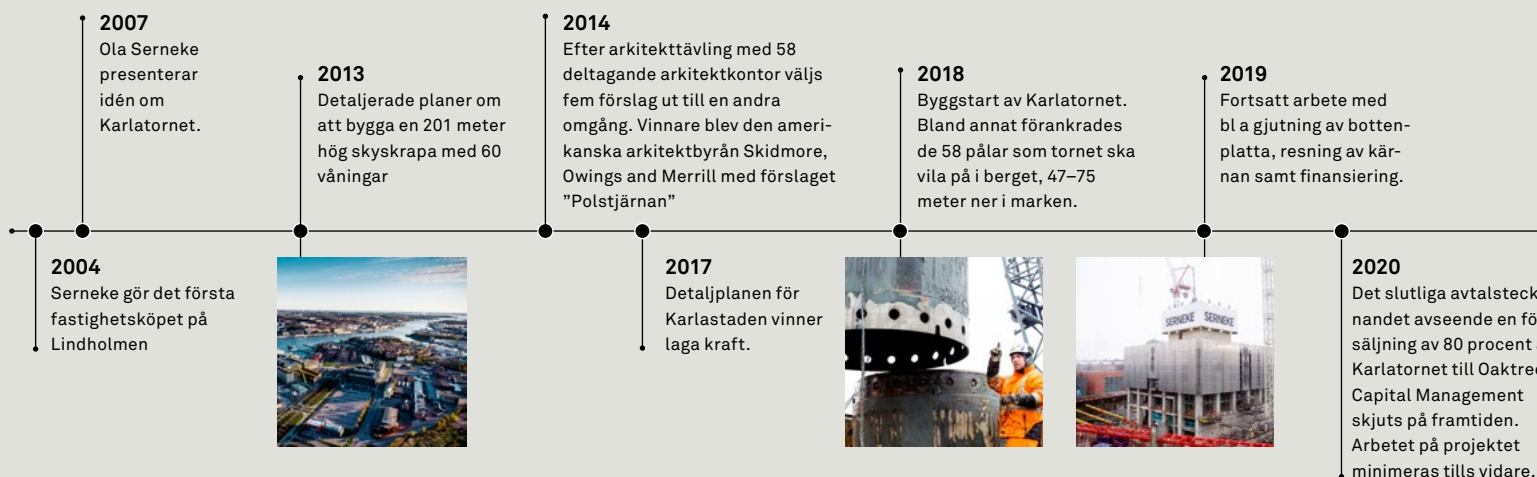 2007
Ola Serneke
presenterar
idén om
Karlatornet.
2013
Detaljerade planer om
att bygga en 201 meter
hög skyskrapa med 60
våningar
2014
Efter arkitekttävling med 58
deltagande arkitektkontor väljs
fem förslag ut till en andra
omgång. Vinnare blev den ameri-
kanska arkitektbyrån Skidmore,
Owings and Merrill med förslaget
”Polstjärnan”
2018
Byggstart av Karlatornet.
Bland annat förankrades
de 58 pålar som tornet ska
vila på i berget, 47–75
meter ner i marken.
2019
Fortsatt arbete med
bl a gjutning av botten-
platta, resning av kär-
nan samt finansiering.
2004
Serneke gör det första
fastighetsköpet på
Lindholmen
2017
Detaljplanen för
Karlastaden vinner
laga kraft.
SERNEKE SERNEKE
2020
Det slutliga avtalsteck
nandet avseende en fö
säljning av 80 procent
Karlatornet till Oaktre
Capital Management
skjuts på framtiden.
Arbetet på projektet
minimeras tills vidare.